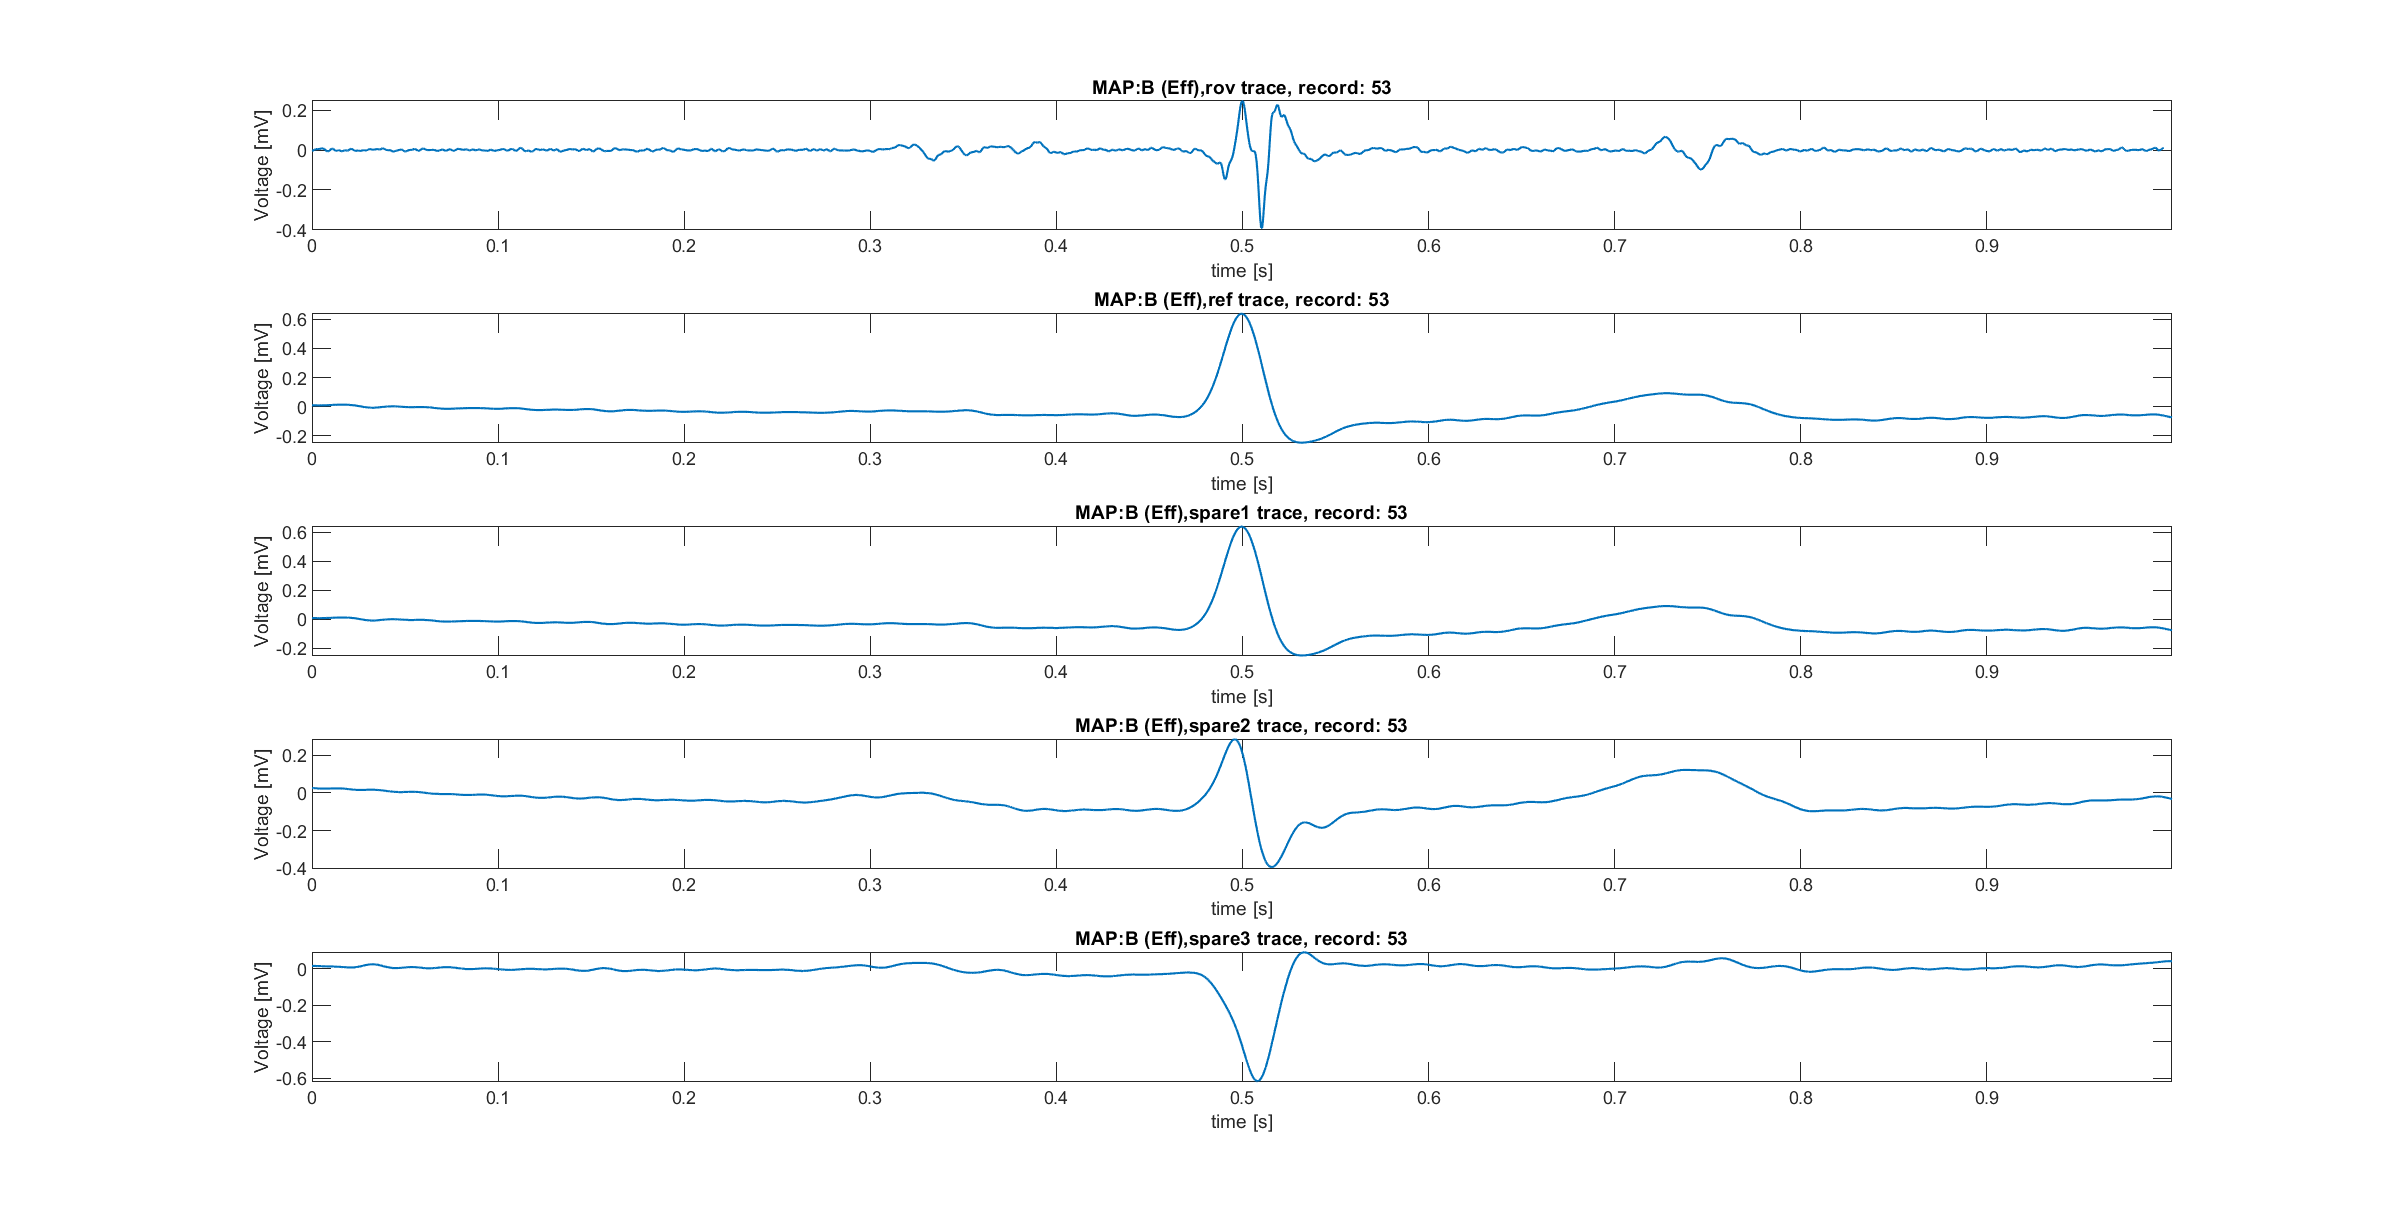 MAP:B (Eff),rov trace, record: 53
Voltage [mV]
0.2
0
-0.2
-0.4
0 0.1 0.2 0.3 0.4 0.5 0.6 0.7 0.8 0.9
time [s]
MAP:B (Eff),ref trace, record: 53
Voltage [mV]
0.6
0.4
0.2
0
-0.2
0 0.1 0.2 0.3 0.4 0.5 0.6 0.7 0.8 0.9
time [s]
MAP:B (Eff),spare1 trace, record: 53
Voltage [mV]
0.6
0.4
0.2
0
-0.2
0 0.1 0.2 0.3 0.4 0.5 0.6 0.7 0.8 0.9
time [s]
MAP:B (Eff),spare2 trace, record: 53
Voltage [mV]
0.2
0
-0.2
-0.4
0 0.1 0.2 0.3 0.4 0.5 0.6 0.7 0.8 0.9
time [s]
MAP:B (Eff),spare3 trace, record: 53
Voltage [mV]
0
-0.2
-0.4
-0.6
0 0.1 0.2 0.3 0.4 0.5 0.6 0.7 0.8 0.9
time [s]